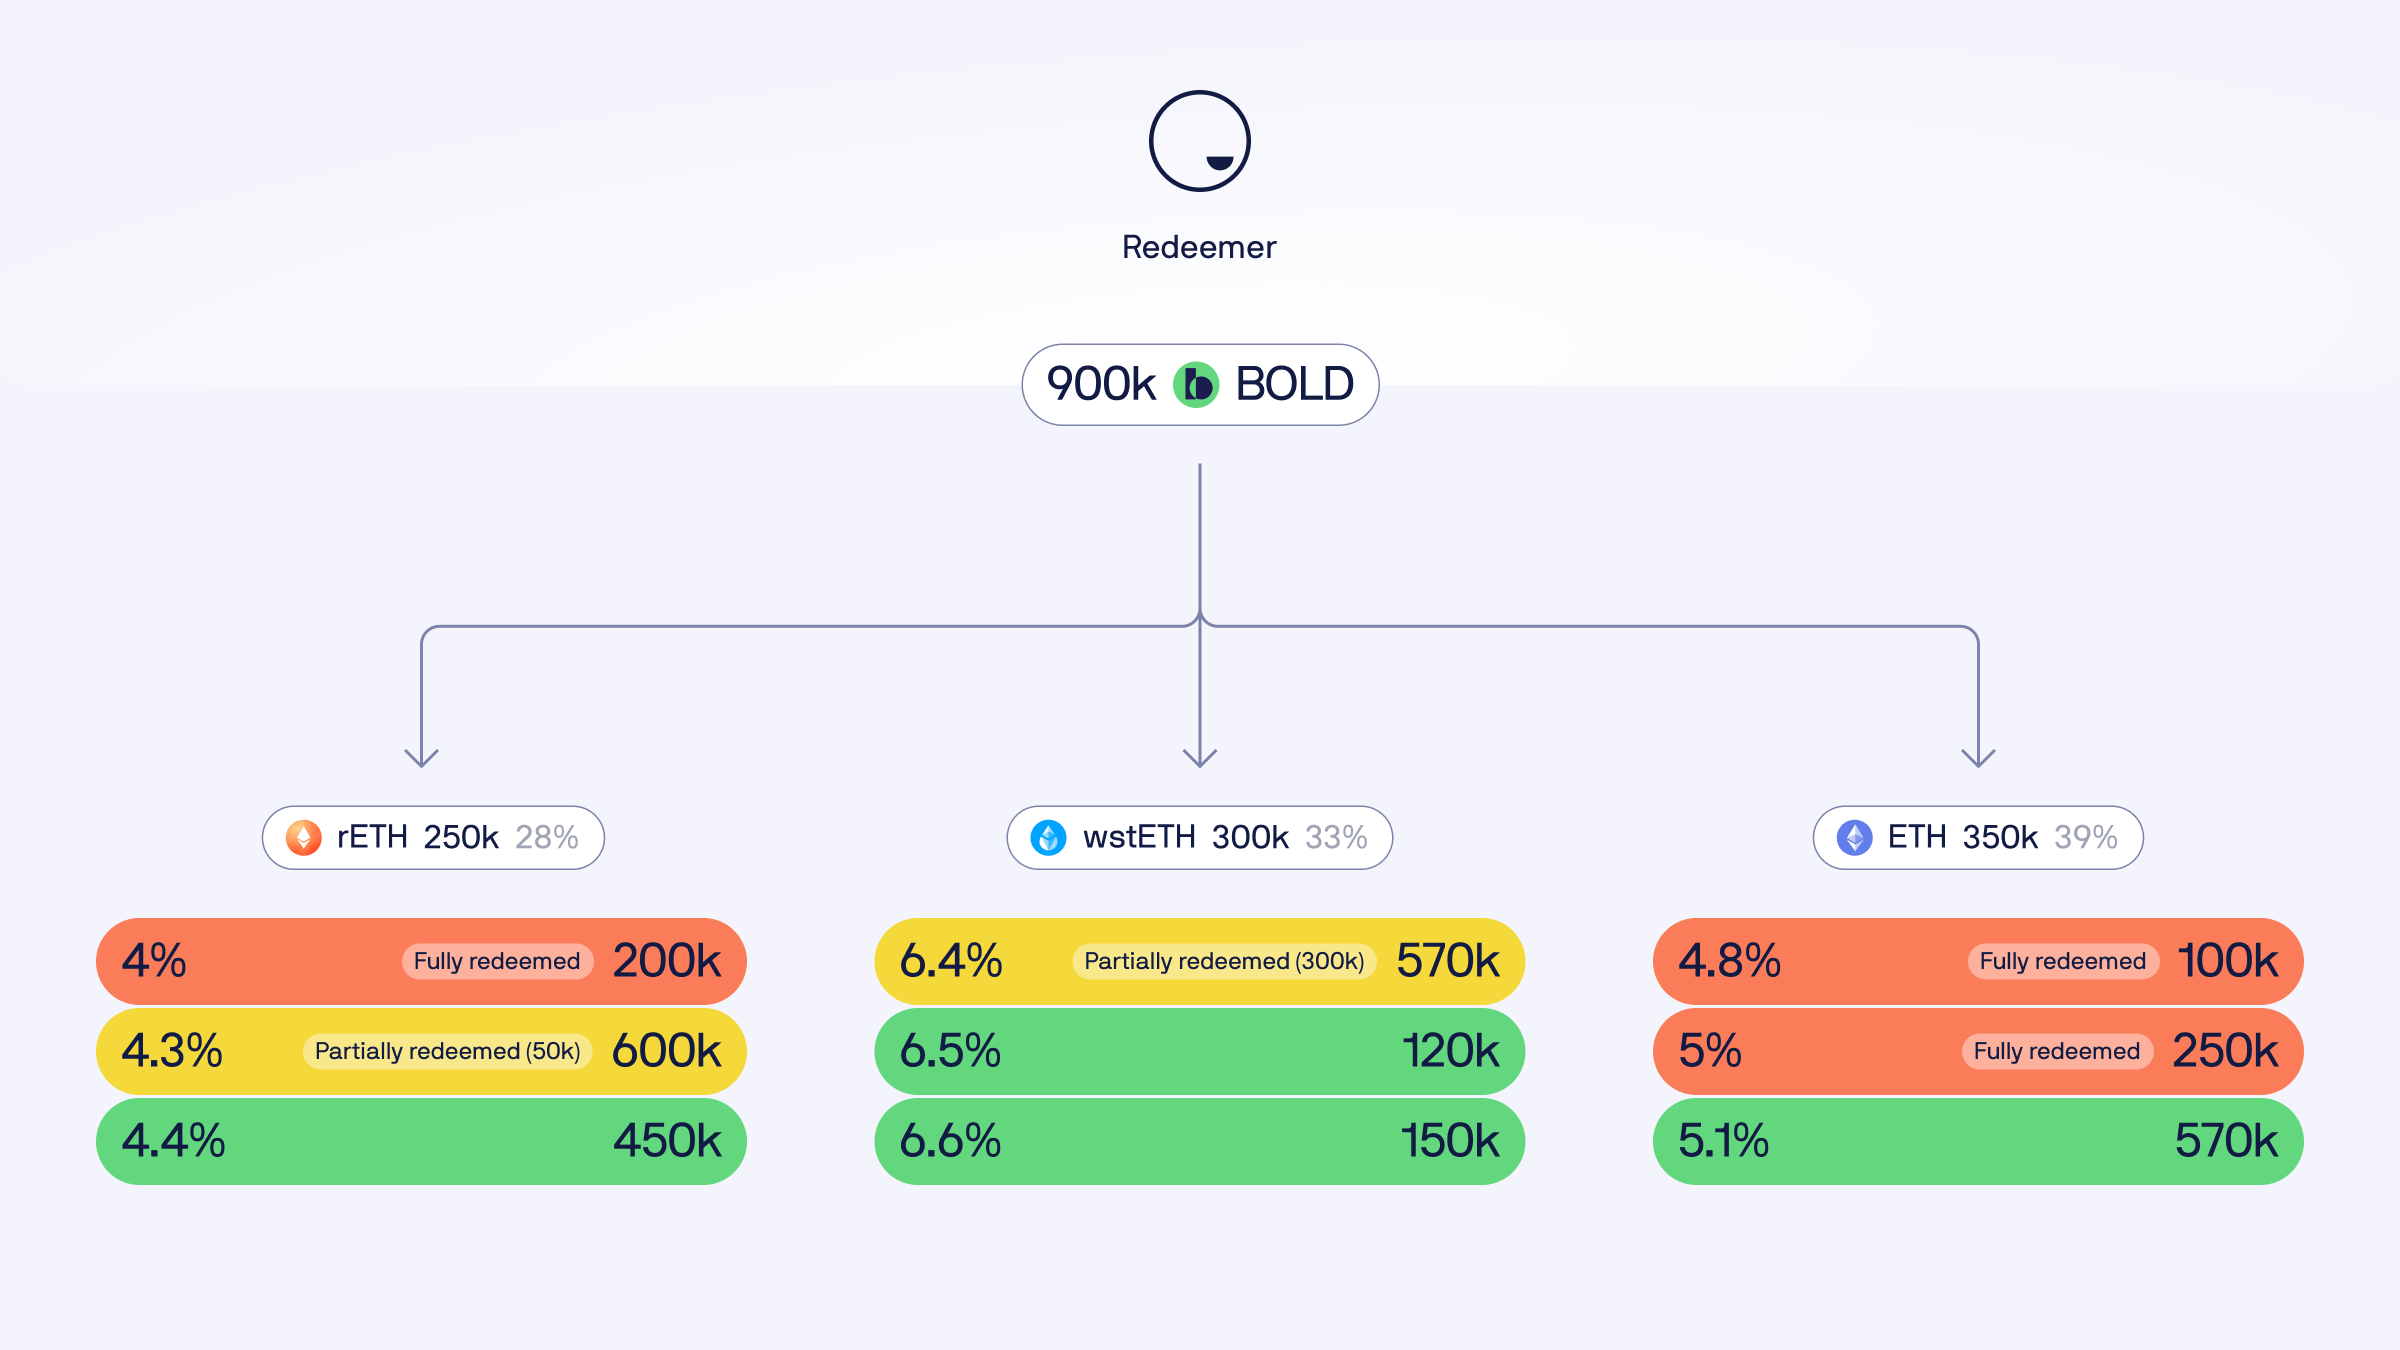 Redeemer
900k BOLD
rETH 250k 28%
4% Fully redeemed 200k
4.3% Partially redeemed (50k) 600k
4.4% 450k
wstETH 300k 33%
6.4% Partially redeemed (300k) 570k
6.5% 120k
6.6% 150k
ETH 350k 39%
4.8% Fully redeemed 100k
5% Fully redeemed 250k
5.1% 570k